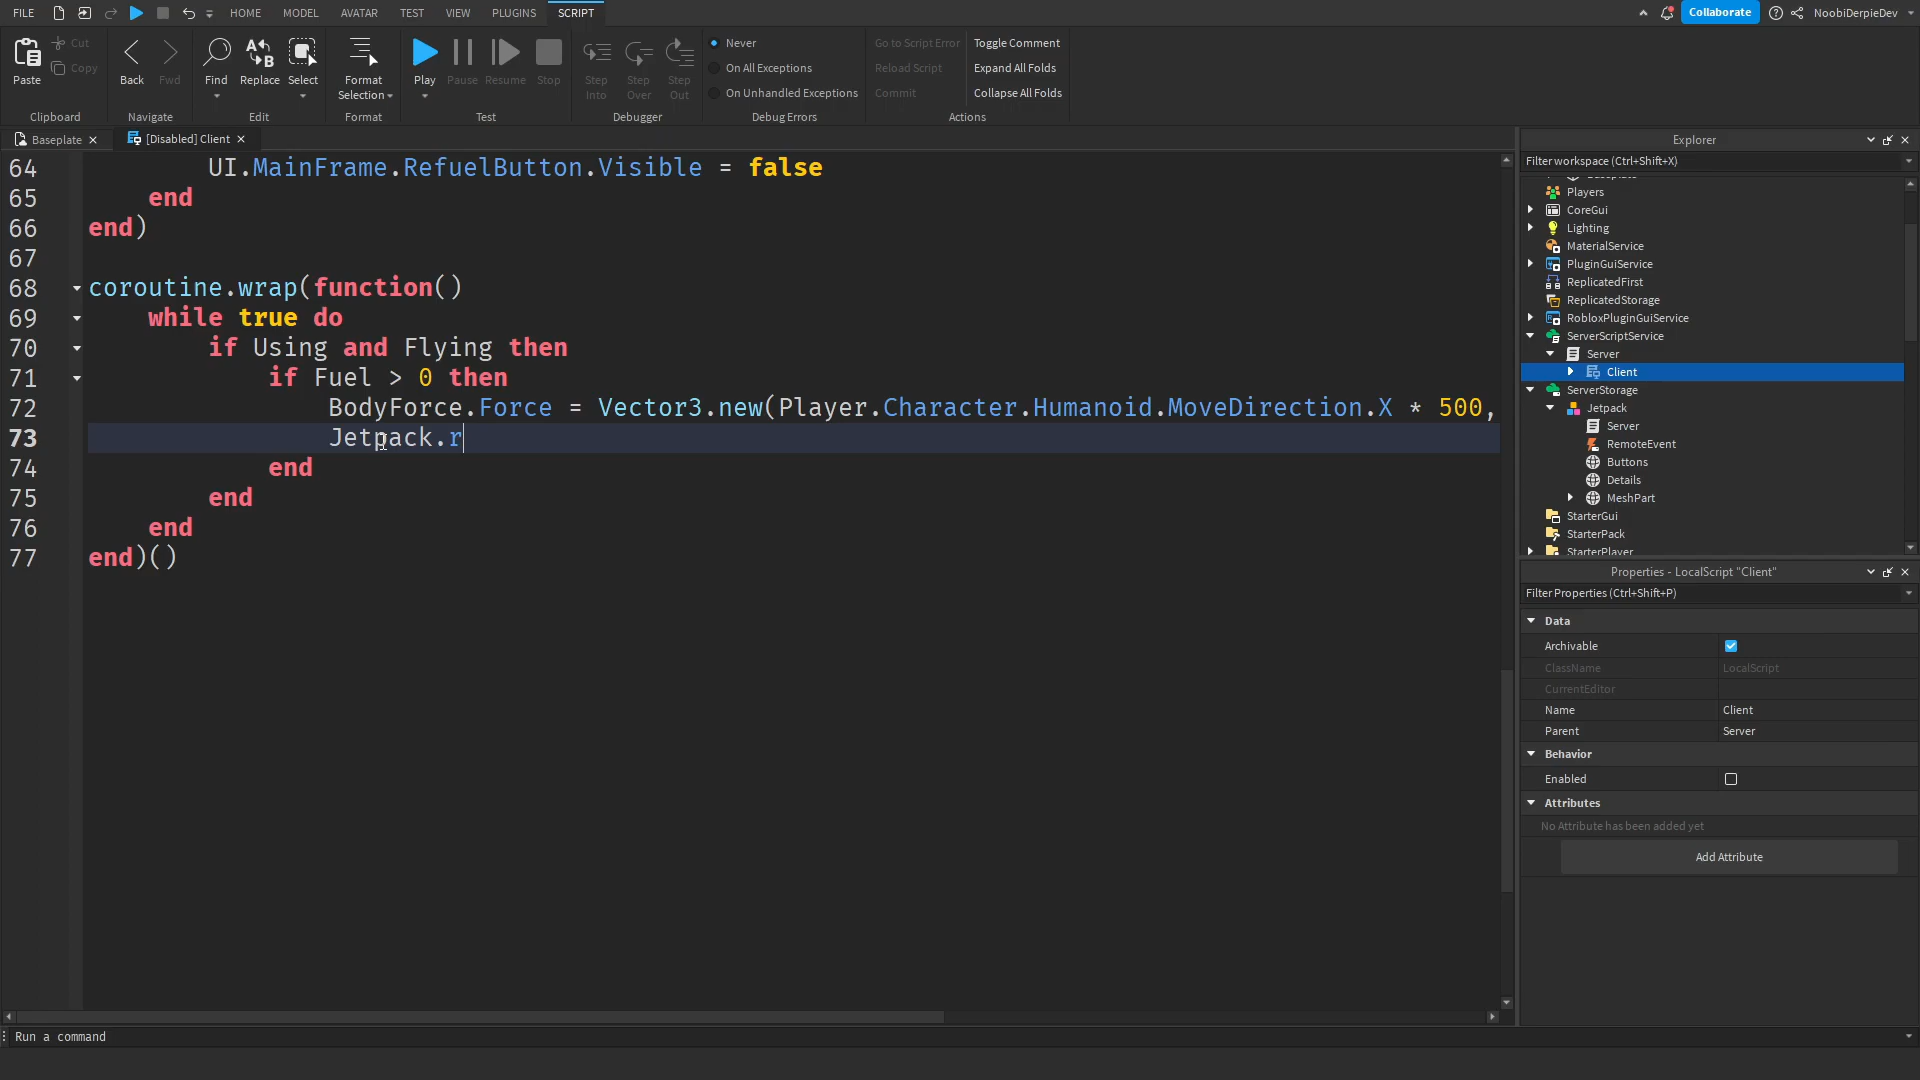 FILE HOME MODEL AVATAR TEST VIEW PLUGINS SCRIPT Collaborate NoobiDerpieDev
Paste Cut Copy Back Fwd Find Replace Select Format Selection Play Pause Resume Stop Step Into Step Over Step Out
Never
On All Exceptions
On Unhandled Exceptions
Go to Script Error
Reload Script
Commit
Toggle Comment
Expand All Folds
Collapse All Folds
Clipboard Navigate Edit Format Test Debugger Debug Errors Actions
Baseplate [Disabled] Client
64 UI.MainFrame.RefuelButton.Visible = false
65 end
66 end)
67
68 coroutine.wrap(function()
69 while true do
70 if Using and Flying then
71 if Fuel > 0 then
72 BodyForce.Force = Vector3.new(Player.Character.Humanoid.MoveDirection.X * 500,
73 Jetpack.r
74 end
75 end
76 end
77 end)()
Explorer
Filter workspace (Ctrl+Shift+X)
Players
CoreGui
Lighting
MaterialService
PluginGuiService
ReplicatedFirst
ReplicatedStorage
RobloxPluginGuiService
ServerScriptService
Server
Client
ServerStorage
Jetpack
Server
RemoteEvent
Buttons
Details
MeshPart
StarterGui
StarterPack
StarterPlayer
Properties - LocalScript "Client"
Filter Properties (Ctrl+Shift+P)
Data
Archivable
ClassName LocalScript
CurrentEditor
Name Client
Parent Server
Behavior
Enabled
Attributes
No Attribute has been added yet
Add Attribute
Run a command